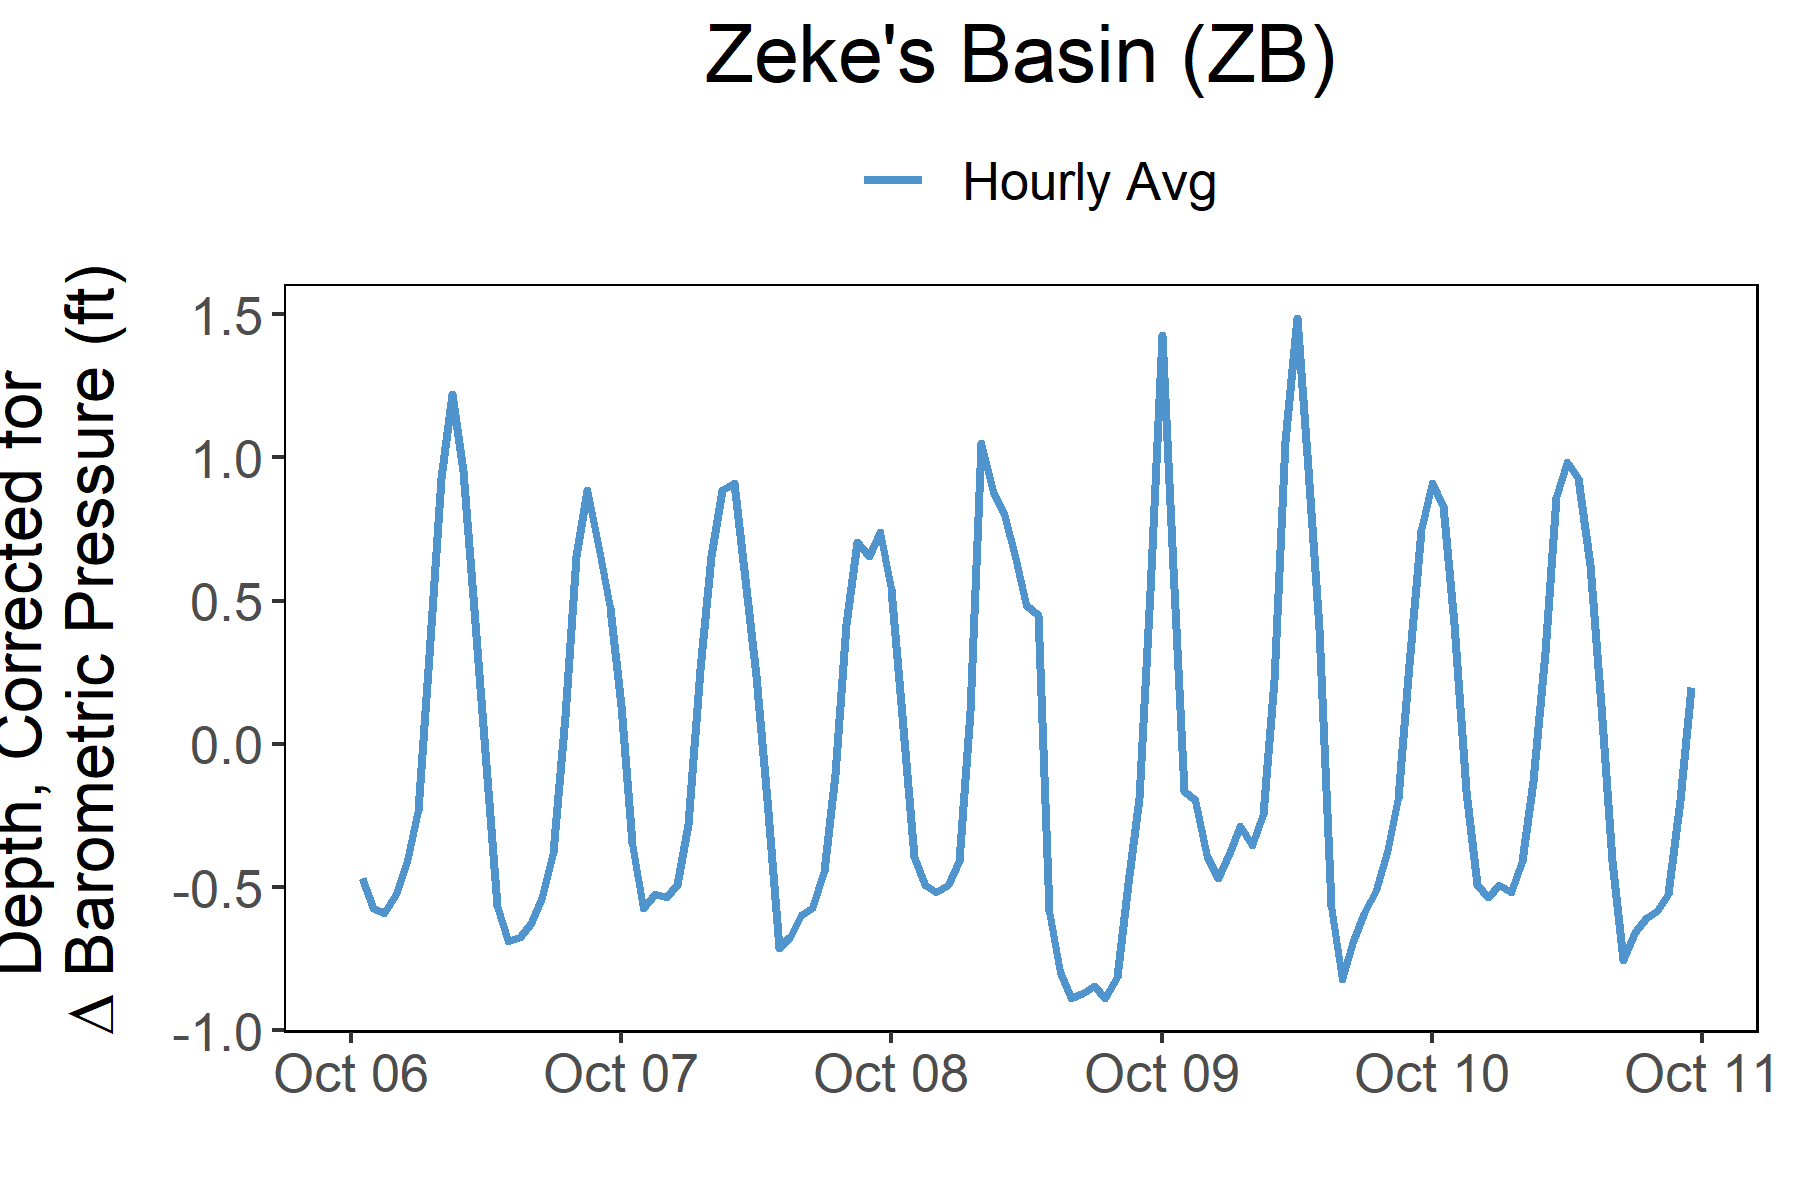 Zeke's Basin (ZB)
Hourly Avg
Depth, Corrected for
Δ Barometric Pressure (ft)
1.5
1.0
0.5
0.0
-0.5
-1.0
Oct 06 Oct 07 Oct 08 Oct 09 Oct 10 Oct 11